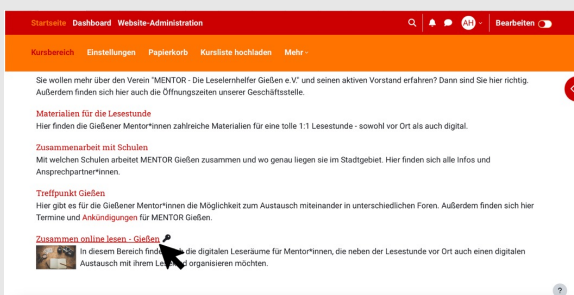 Startseite Dashboard Website-Administration AH Bearbeiten
Kursbereich Einstellungen Papierkorb Kursliste hochladen Mehr
Sie wollen mehr über den Verein "MENTOR - Die Leselernhelfer Gießen e.V." und seinen aktiven Vorstand erfahren? Dann sind Sie hier richtig.
Außerdem finden sich hier auch die Öffnungszeiten unserer Geschäftsstelle.
Materialien für die Lesestunde
Hier finden die Gießener Mentor*innen zahlreiche Materialien für eine tolle 1:1 Lesestunde - sowohl vor Ort als auch digital.
Zusammenarbeit mit Schulen
Mit welchen Schulen arbeitet MENTOR Gießen zusammen und wo genau liegen sie im Stadtgebiet. Hier finden sich alle Infos und
Ansprechpartner*innen.
Treffpunkt Gießen
Hier gibt es für die Gießener Mentor*innen die Möglichkeit zum Austausch miteinander in unterschiedlichen Foren. Außerdem finden sich hier
Termine und Ankündigungen für MENTOR Gießen.
Zusammen online lesen - Gießen
In diesem Bereich die digitalen Leseräume für Mentor*innen, die neben der Lesestunde vor Ort auch einen digitalen
Austausch mit ihrem organisieren möchten.
?